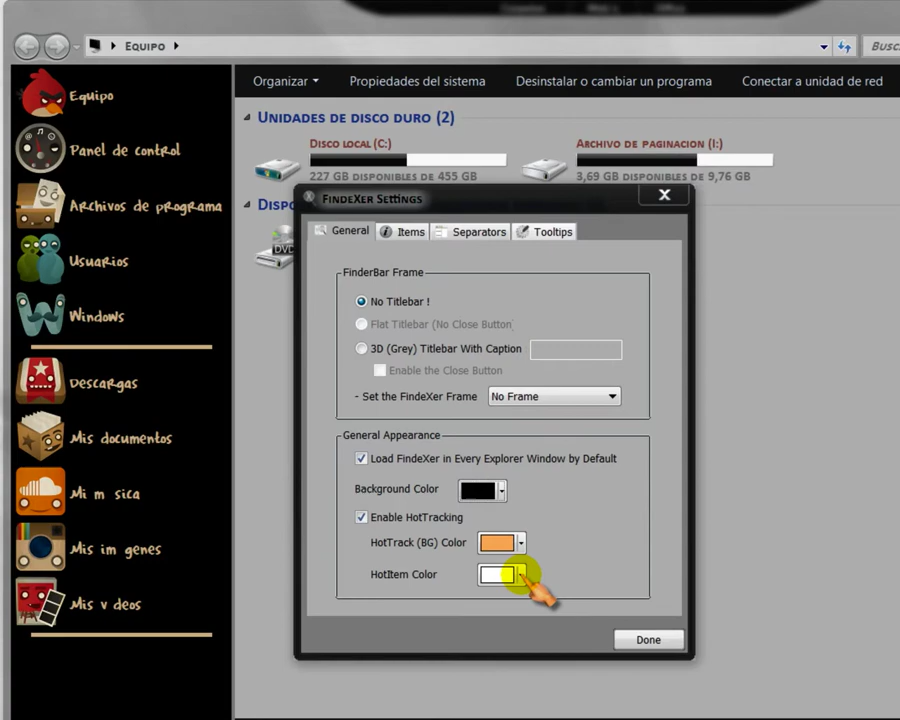 Equipo
Busc
Organizar
Propiedades del sistema
Desinstalar o cambiar un programa
Conectar a unidad de red
Equipo
Panel de control
Archivos de programa
Usuarios
Windows
Descargas
Mis documentos
Mi m sica
Mis im genes
Mis v deos
Unidades de disco duro (2)
Disco local (C:)
227 GB disponibles de 455 GB
Archivo de paginacion (I:)
3,69 GB disponibles de 9,76 GB
Dispo
DVD
FindeXer Settings
General
Items
Separators
Tooltips
FinderBar Frame
No Titlebar !
Flat Titlebar (No Close Button)
3D (Grey) Titlebar With Caption
Enable the Close Button
- Set the FindeXer Frame
No Frame
General Appearance
Load FindeXer in Every Explorer Window by Default
Background Color
Enable HotTracking
HotTrack (BG) Color
HotItem Color
Done